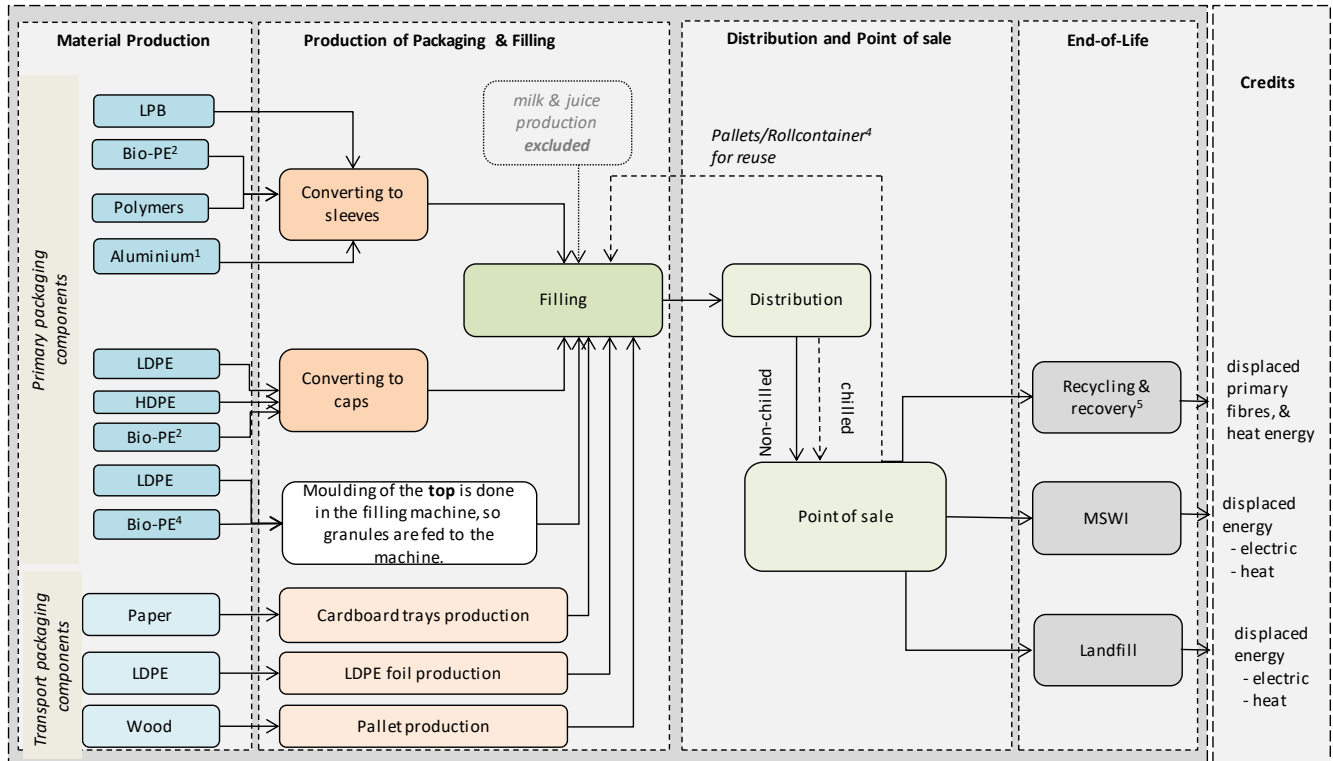 Material Production
Production of Packaging & Filling
Distribution and Point of sale
End-of-Life
Credits
Primary packaging
components
LPB
Bio-PE²
Polymers
Aluminium¹
Converting to
sleeves
milk & juice
production
excluded
Pallets/Rollcontainer⁴
for reuse
Filling
Distribution
LDPE
HDPE
Bio-PE²
Converting to
caps
Non-chilled
chilled
Recycling &
recovery⁵
displaced
primary
fibres, &
heat energy
LDPE
Bio-PE⁴
Moulding of the top is done
in the filling machine, so
granules are fed to the
machine.
Point of sale
MSWI
displaced
energy
- electric
- heat
Transport packaging
components
Paper
Cardboard trays production
LDPE
LDPE foil production
Wood
Pallet production
Landfill
displaced
energy
- electric
- heat